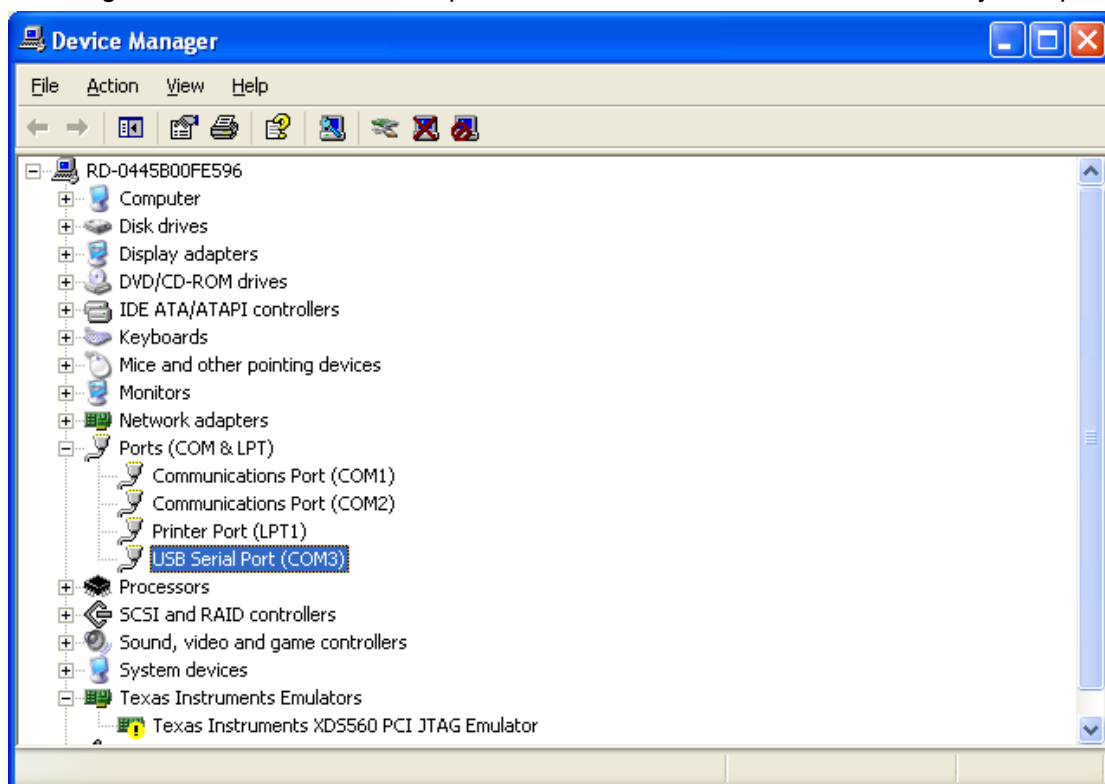 Device Manager
File Action View Help
RD-0445B00FE596
Computer
Disk drives
Display adapters
DVD/CD-ROM drives
IDE ATA/ATAPI controllers
Keyboards
Mice and other pointing devices
Monitors
Network adapters
Ports (COM & LPT)
Communications Port (COM1)
Communications Port (COM2)
Printer Port (LPT1)
USB Serial Port (COM3)
Processors
SCSI and RAID controllers
Sound, video and game controllers
System devices
Texas Instruments Emulators
Texas Instruments XDS560 PCI JTAG Emulator